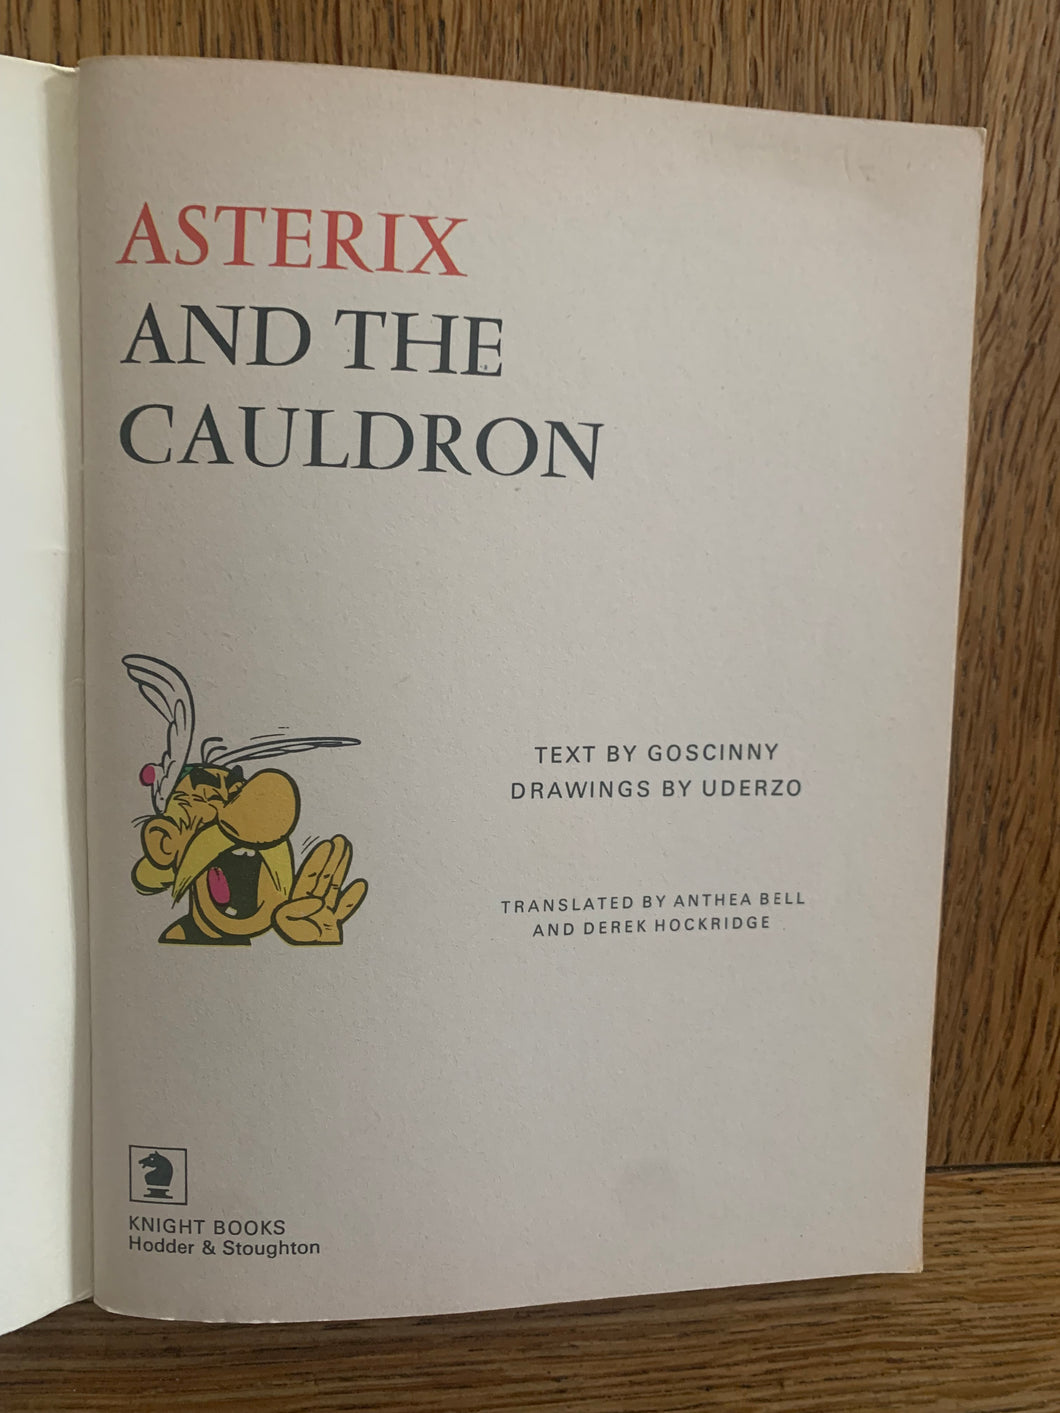 ASTERIX
AND THE
CAULDRON
TEXT BY GOSCINNY
DRAWINGS BY UDERZO
TRANSLATED BY ANTHEA BELL
AND DEREK HOCKRIDGE
KNIGHT BOOKS
Hodder & Stoughton